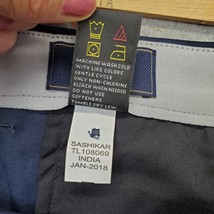 MACHINE WASH COLD
WITH LIKE COLORS
GENTLE CYCLE
ONLY NON-CHLORINE
BLEACH WHEN NEEDED
DO NOT USE
SOFTENERS
TUMBLE DRY LOW
SASHIKAR
TL108069
INDIA
JAN-2018